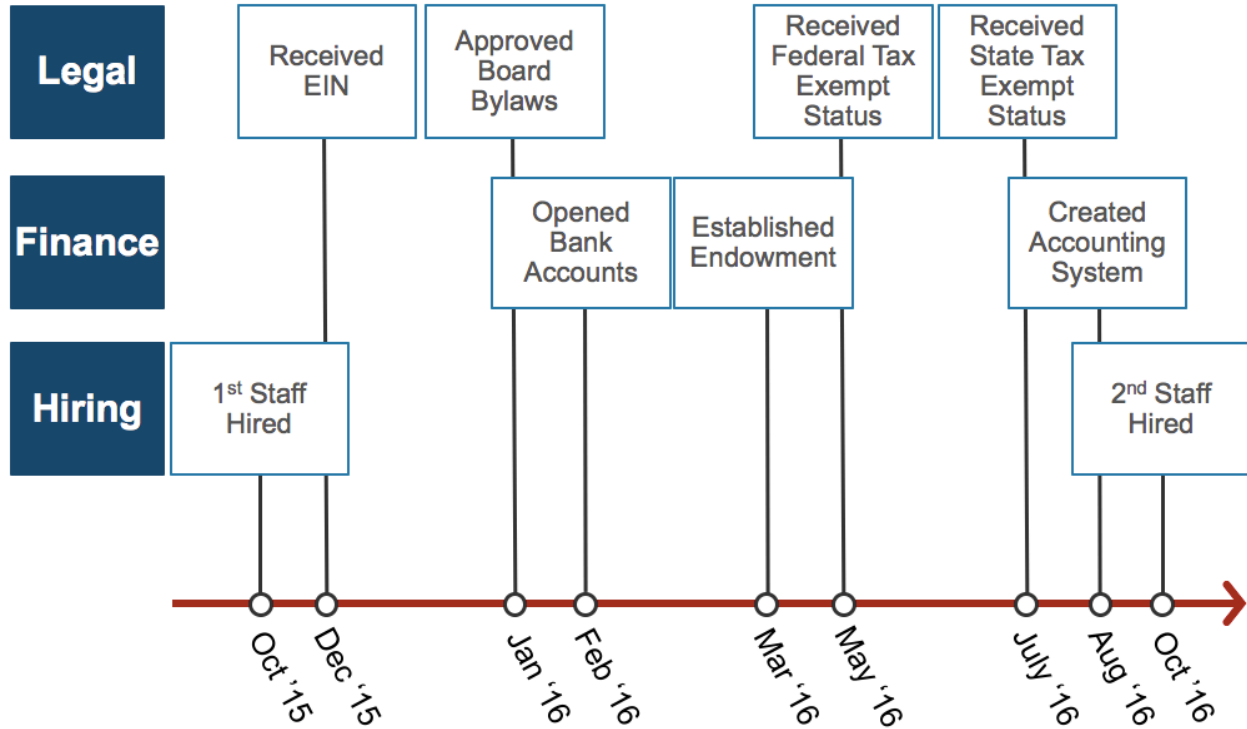 Legal
Received
EIN
Approved
Board
Bylaws
Received
Federal Tax
Exempt
Status
Received
State Tax
Exempt
Status
Finance
Opened
Bank
Accounts
Established
Endowment
Created
Accounting
System
Hiring
1st Staff
Hired
2nd Staff
Hired
Oct ’15
Dec ‘15
Jan ‘16
Feb ‘16
Mar ‘16
May ‘16
July ‘16
Aug ‘16
Oct ‘16